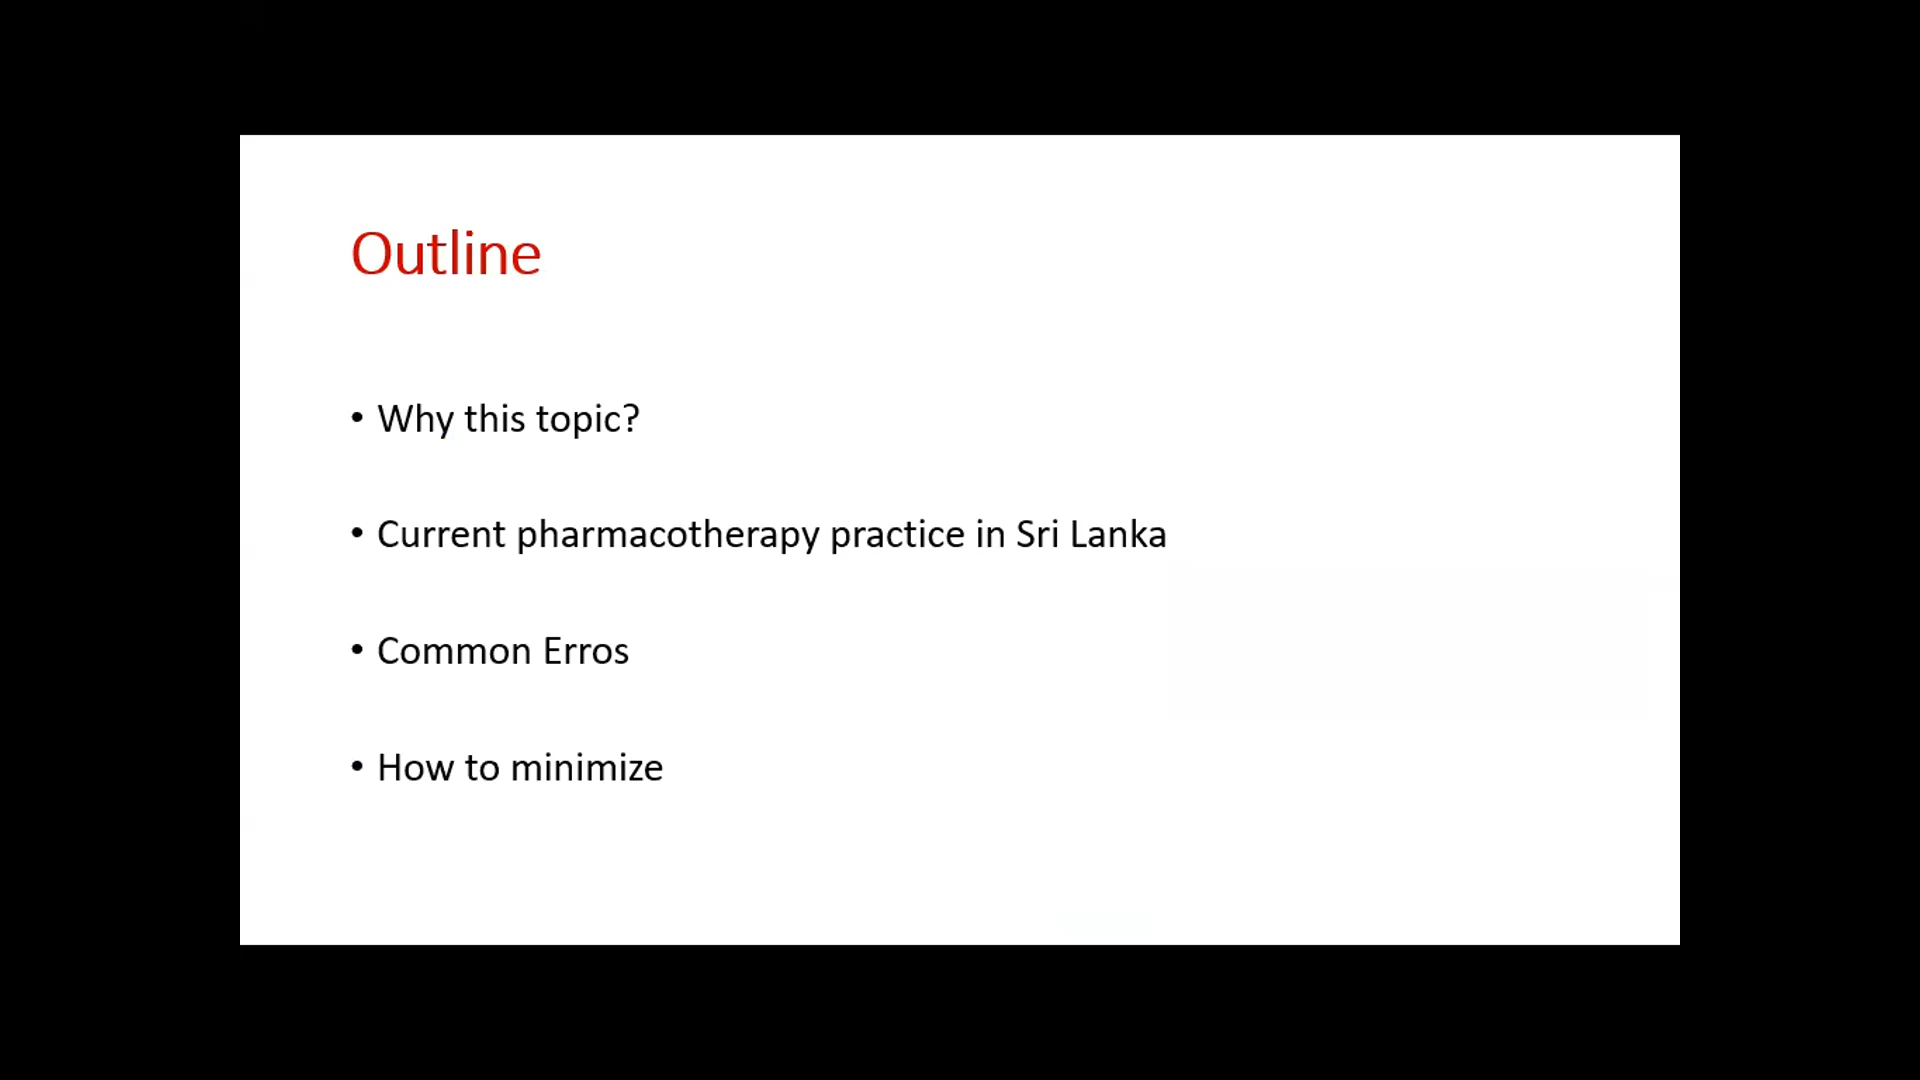 Outline
• Why this topic?
• Current pharmacotherapy practice in Sri Lanka
• Common Erros
• How to minimize